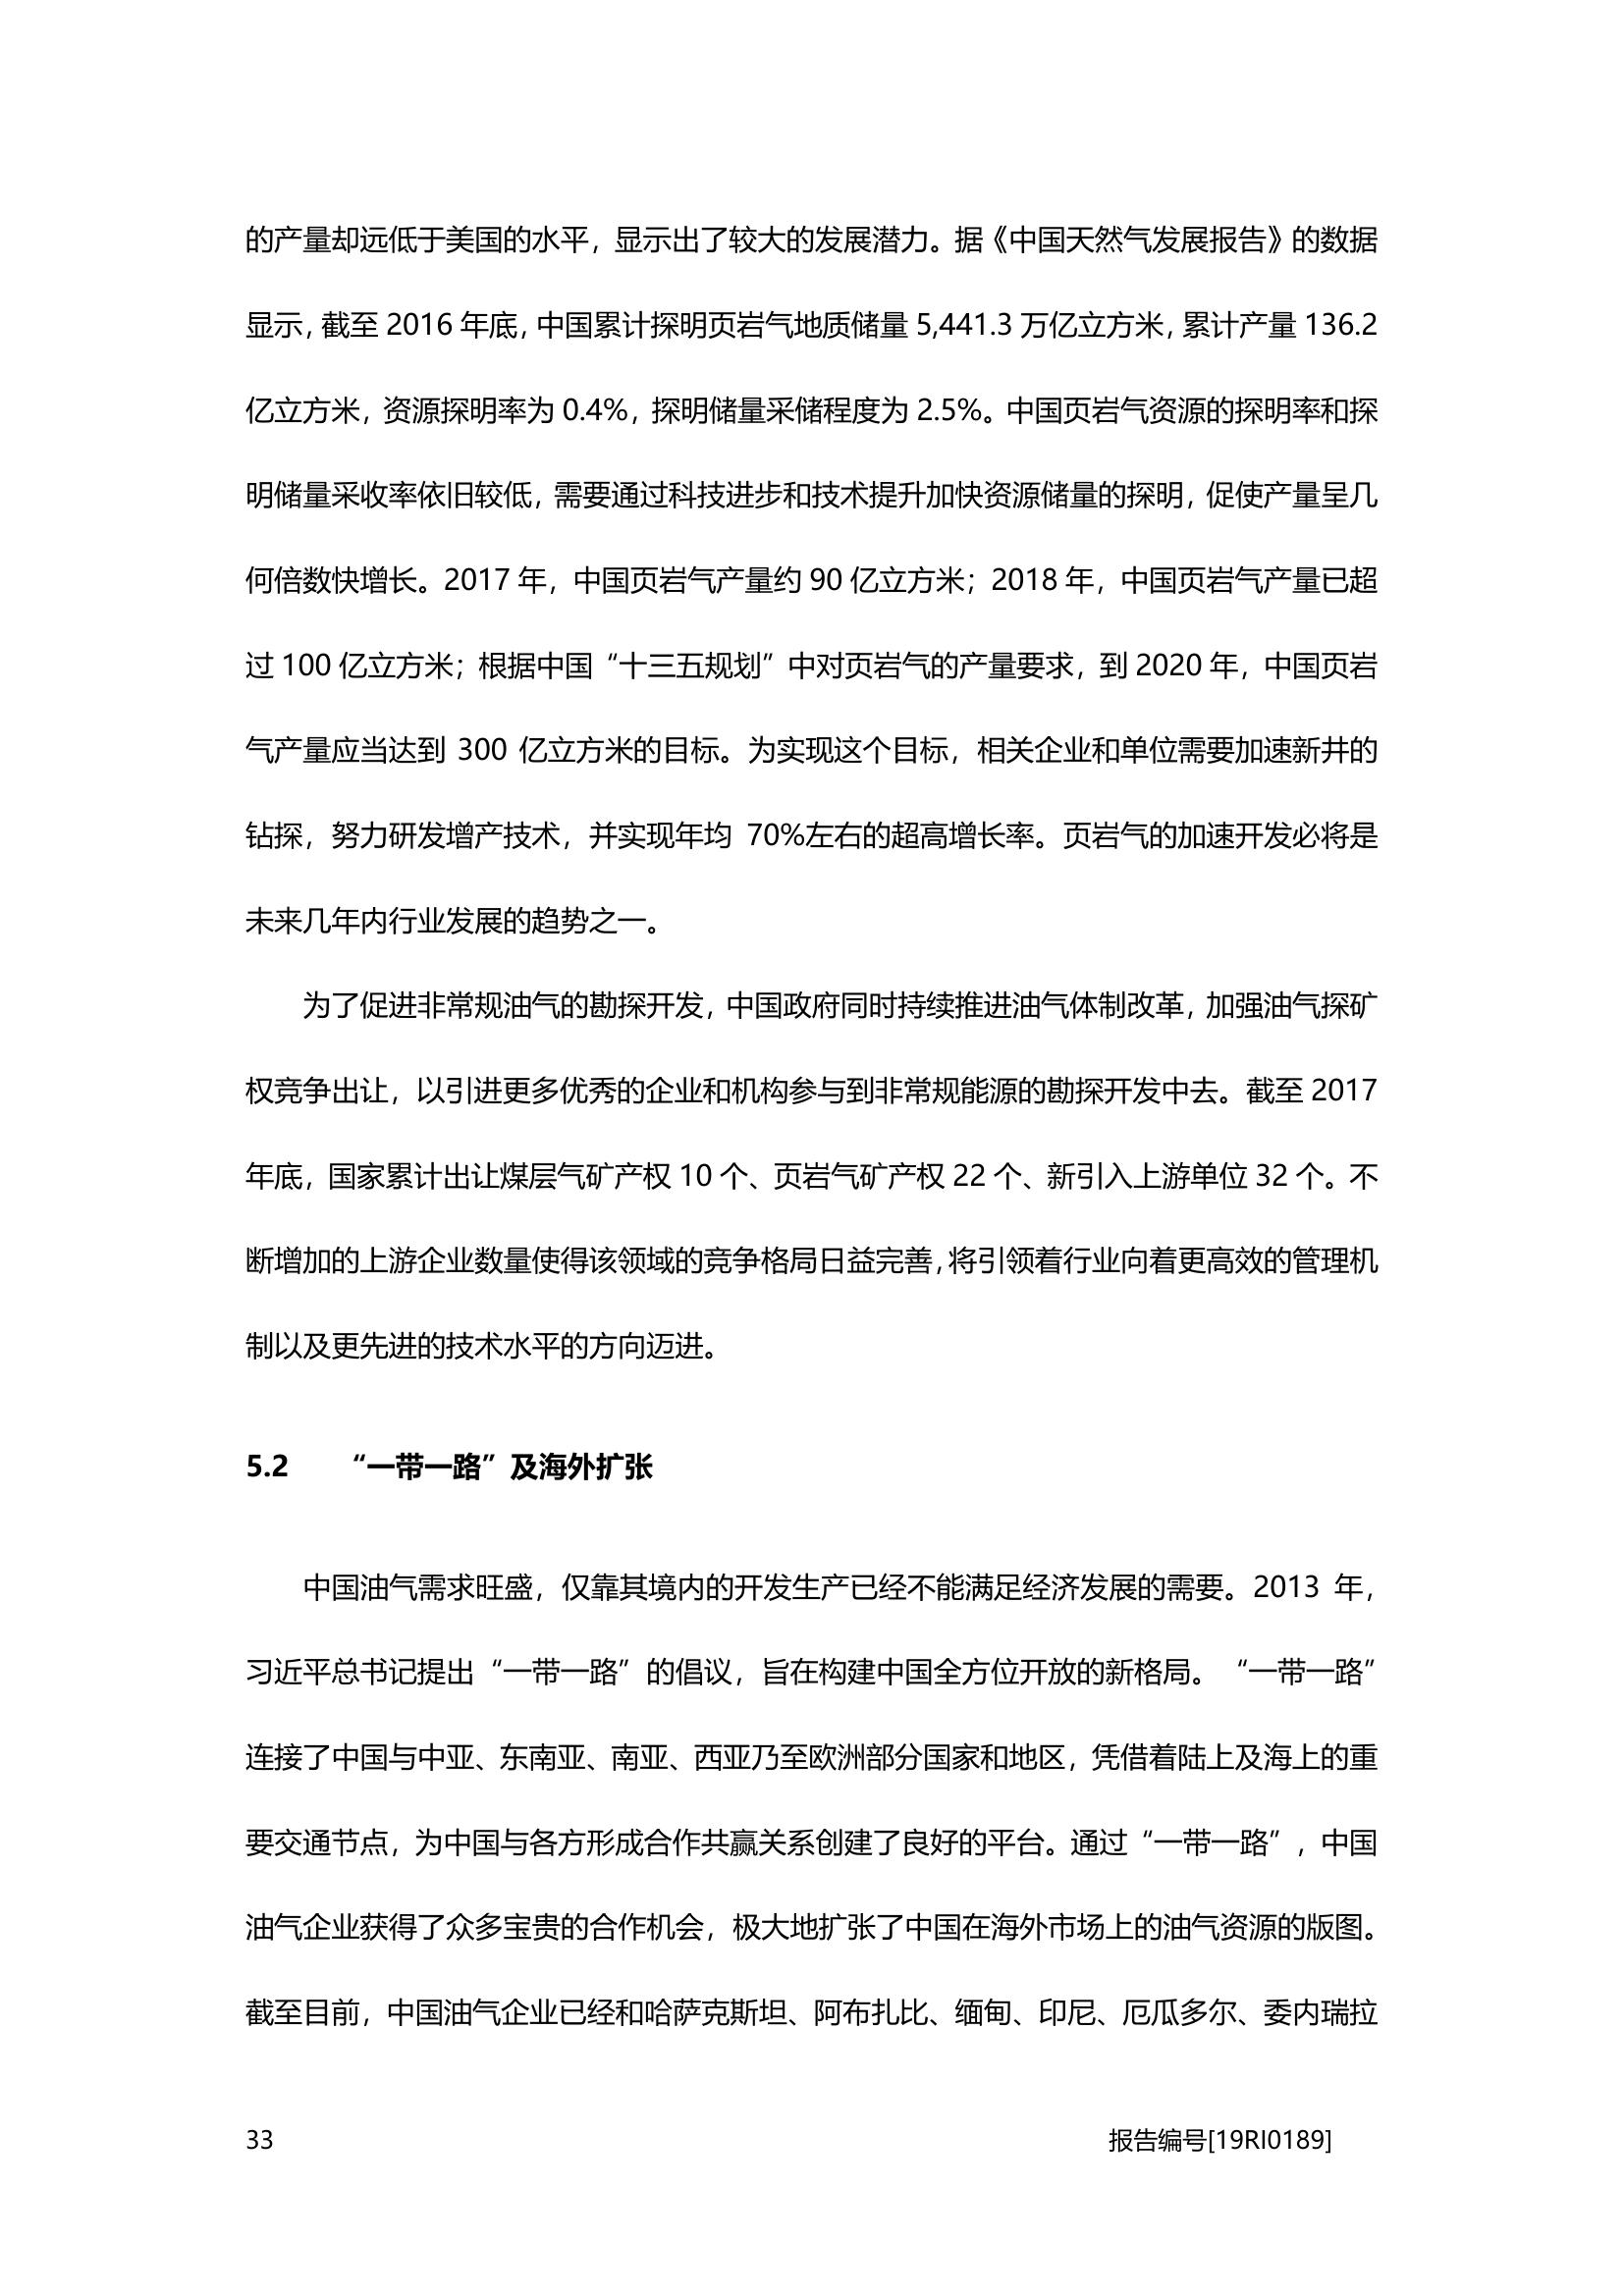 的产量却远低于美国的水平，显示出了较大的发展潜力。据《中国天然气发展报告》的数据
显示，截至 2016 年底，中国累计探明页岩气地质储量 5,441.3 万亿立方米，累计产量 136.2
亿立方米，资源探明率为 0.4%，探明储量采储程度为 2.5%。中国页岩气资源的探明率和探
明储量采收率依旧较低，需要通过科技进步和技术提升加快资源储量的探明，促使产量呈几
何倍数快增长。2017 年，中国页岩气产量约 90 亿立方米；2018 年，中国页岩气产量已超
过 100 亿立方米；根据中国“十三五规划”中对页岩气的产量要求，到 2020 年，中国页岩
气产量应当达到 300 亿立方米的目标。为实现这个目标，相关企业和单位需要加速新井的
钻探，努力研发增产技术，并实现年均 70%左右的超高增长率。页岩气的加速开发必将是
未来几年内行业发展的趋势之一。
为了促进非常规油气的勘探开发，中国政府同时持续推进油气体制改革，加强油气探矿
权竞争出让，以引进更多优秀的企业和机构参与到非常规能源的勘探开发中去。截至 2017
年底，国家累计出让煤层气矿产权 10 个、页岩气矿产权 22 个、新引入上游单位 32 个。不
断增加的上游企业数量使得该领域的竞争格局日益完善，将引领着行业向着更高效的管理机
制以及更先进的技术水平的方向迈进。
5.2 “一带一路”及海外扩张
中国油气需求旺盛，仅靠其境内的开发生产已经不能满足经济发展的需要。2013 年，
习近平总书记提出“一带一路”的倡议，旨在构建中国全方位开放的新格局。“一带一路”
连接了中国与中亚、东南亚、南亚、西亚乃至欧洲部分国家和地区，凭借着陆上及海上的重
要交通节点，为中国与各方形成合作共赢关系创建了良好的平台。通过“一带一路”，中国
油气企业获得了众多宝贵的合作机会，极大地扩张了中国在海外市场上的油气资源的版图。
截至目前，中国油气企业已经和哈萨克斯坦、阿布扎比、缅甸、印尼、厄瓜多尔、委内瑞拉
33 报告编号[19RI0189]